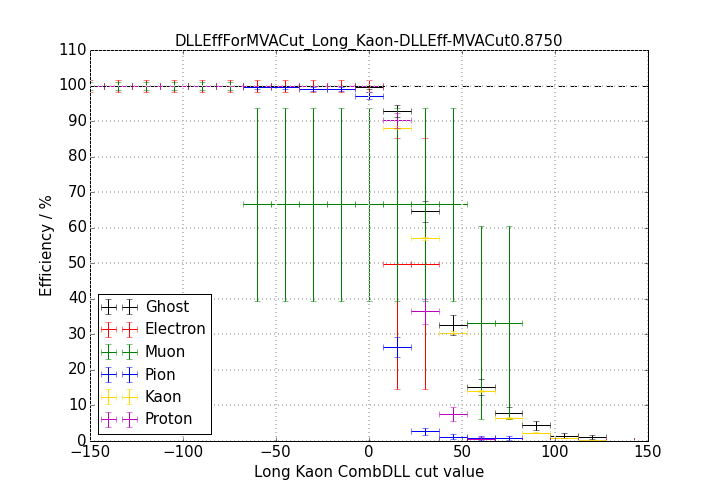 DLLEffForMVACut_Long_Kaon-DLLEff-MVACut0.8750
110
100
90
80
70
60
50
40
30
20
10
0
Efficiency / %
Ghost
Electron
Muon
Pion
Kaon
Proton
−150 −100 −50 0 50 100 150
Long Kaon CombDLL cut value